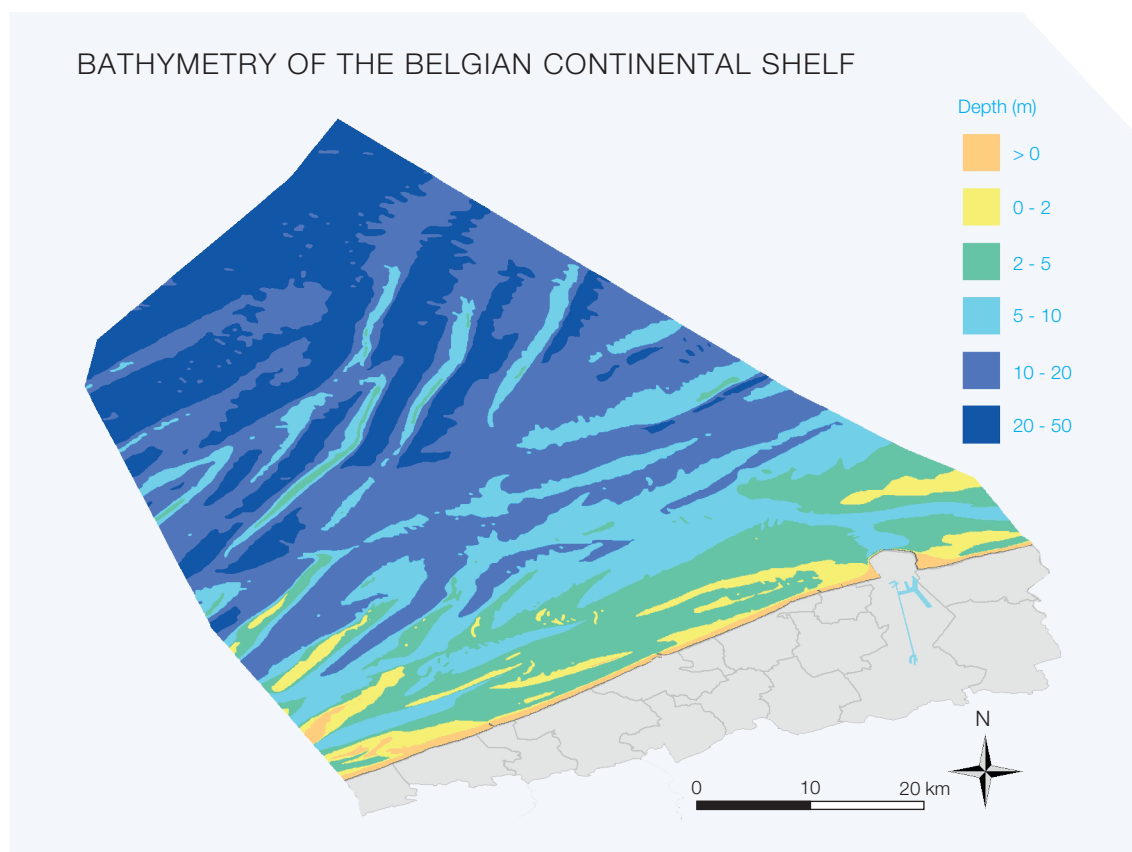 BATHYMETRY OF THE BELGIAN CONTINENTAL SHELF
Depth (m)
> 0
0 - 2
2 - 5
5 - 10
10 - 20
20 - 50
N
0 10 20 km